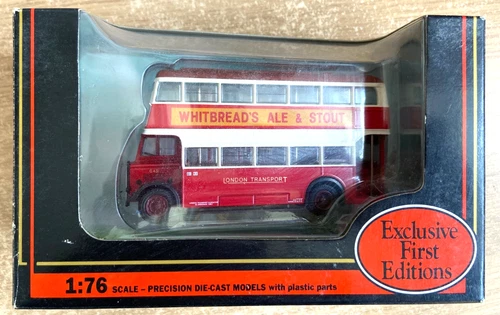 WHITBREAD'S ALE & STOUT
LONDON TRANSPORT
Exclusive
First
Editions
1:76 SCALE – PRECISION DIE-CAST MODELS with plastic parts